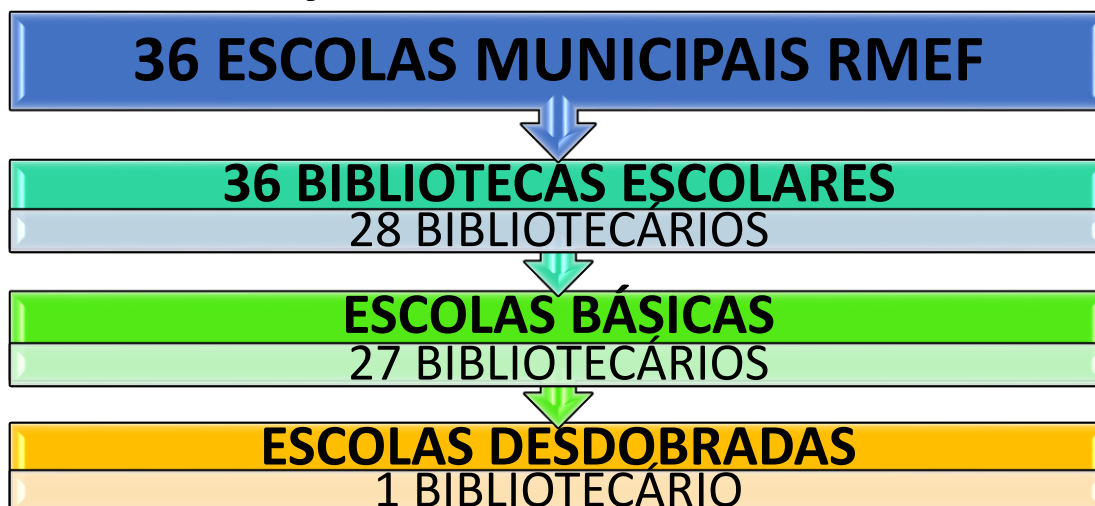 36 ESCOLAS MUNICIPAIS RMEF
36 BIBLIOTECAS ESCOLARES
28 BIBLIOTECÁRIOS
ESCOLAS BÁSICAS
27 BIBLIOTECÁRIOS
ESCOLAS DESDOBRADAS
1 BIBLIOTECÁRIO